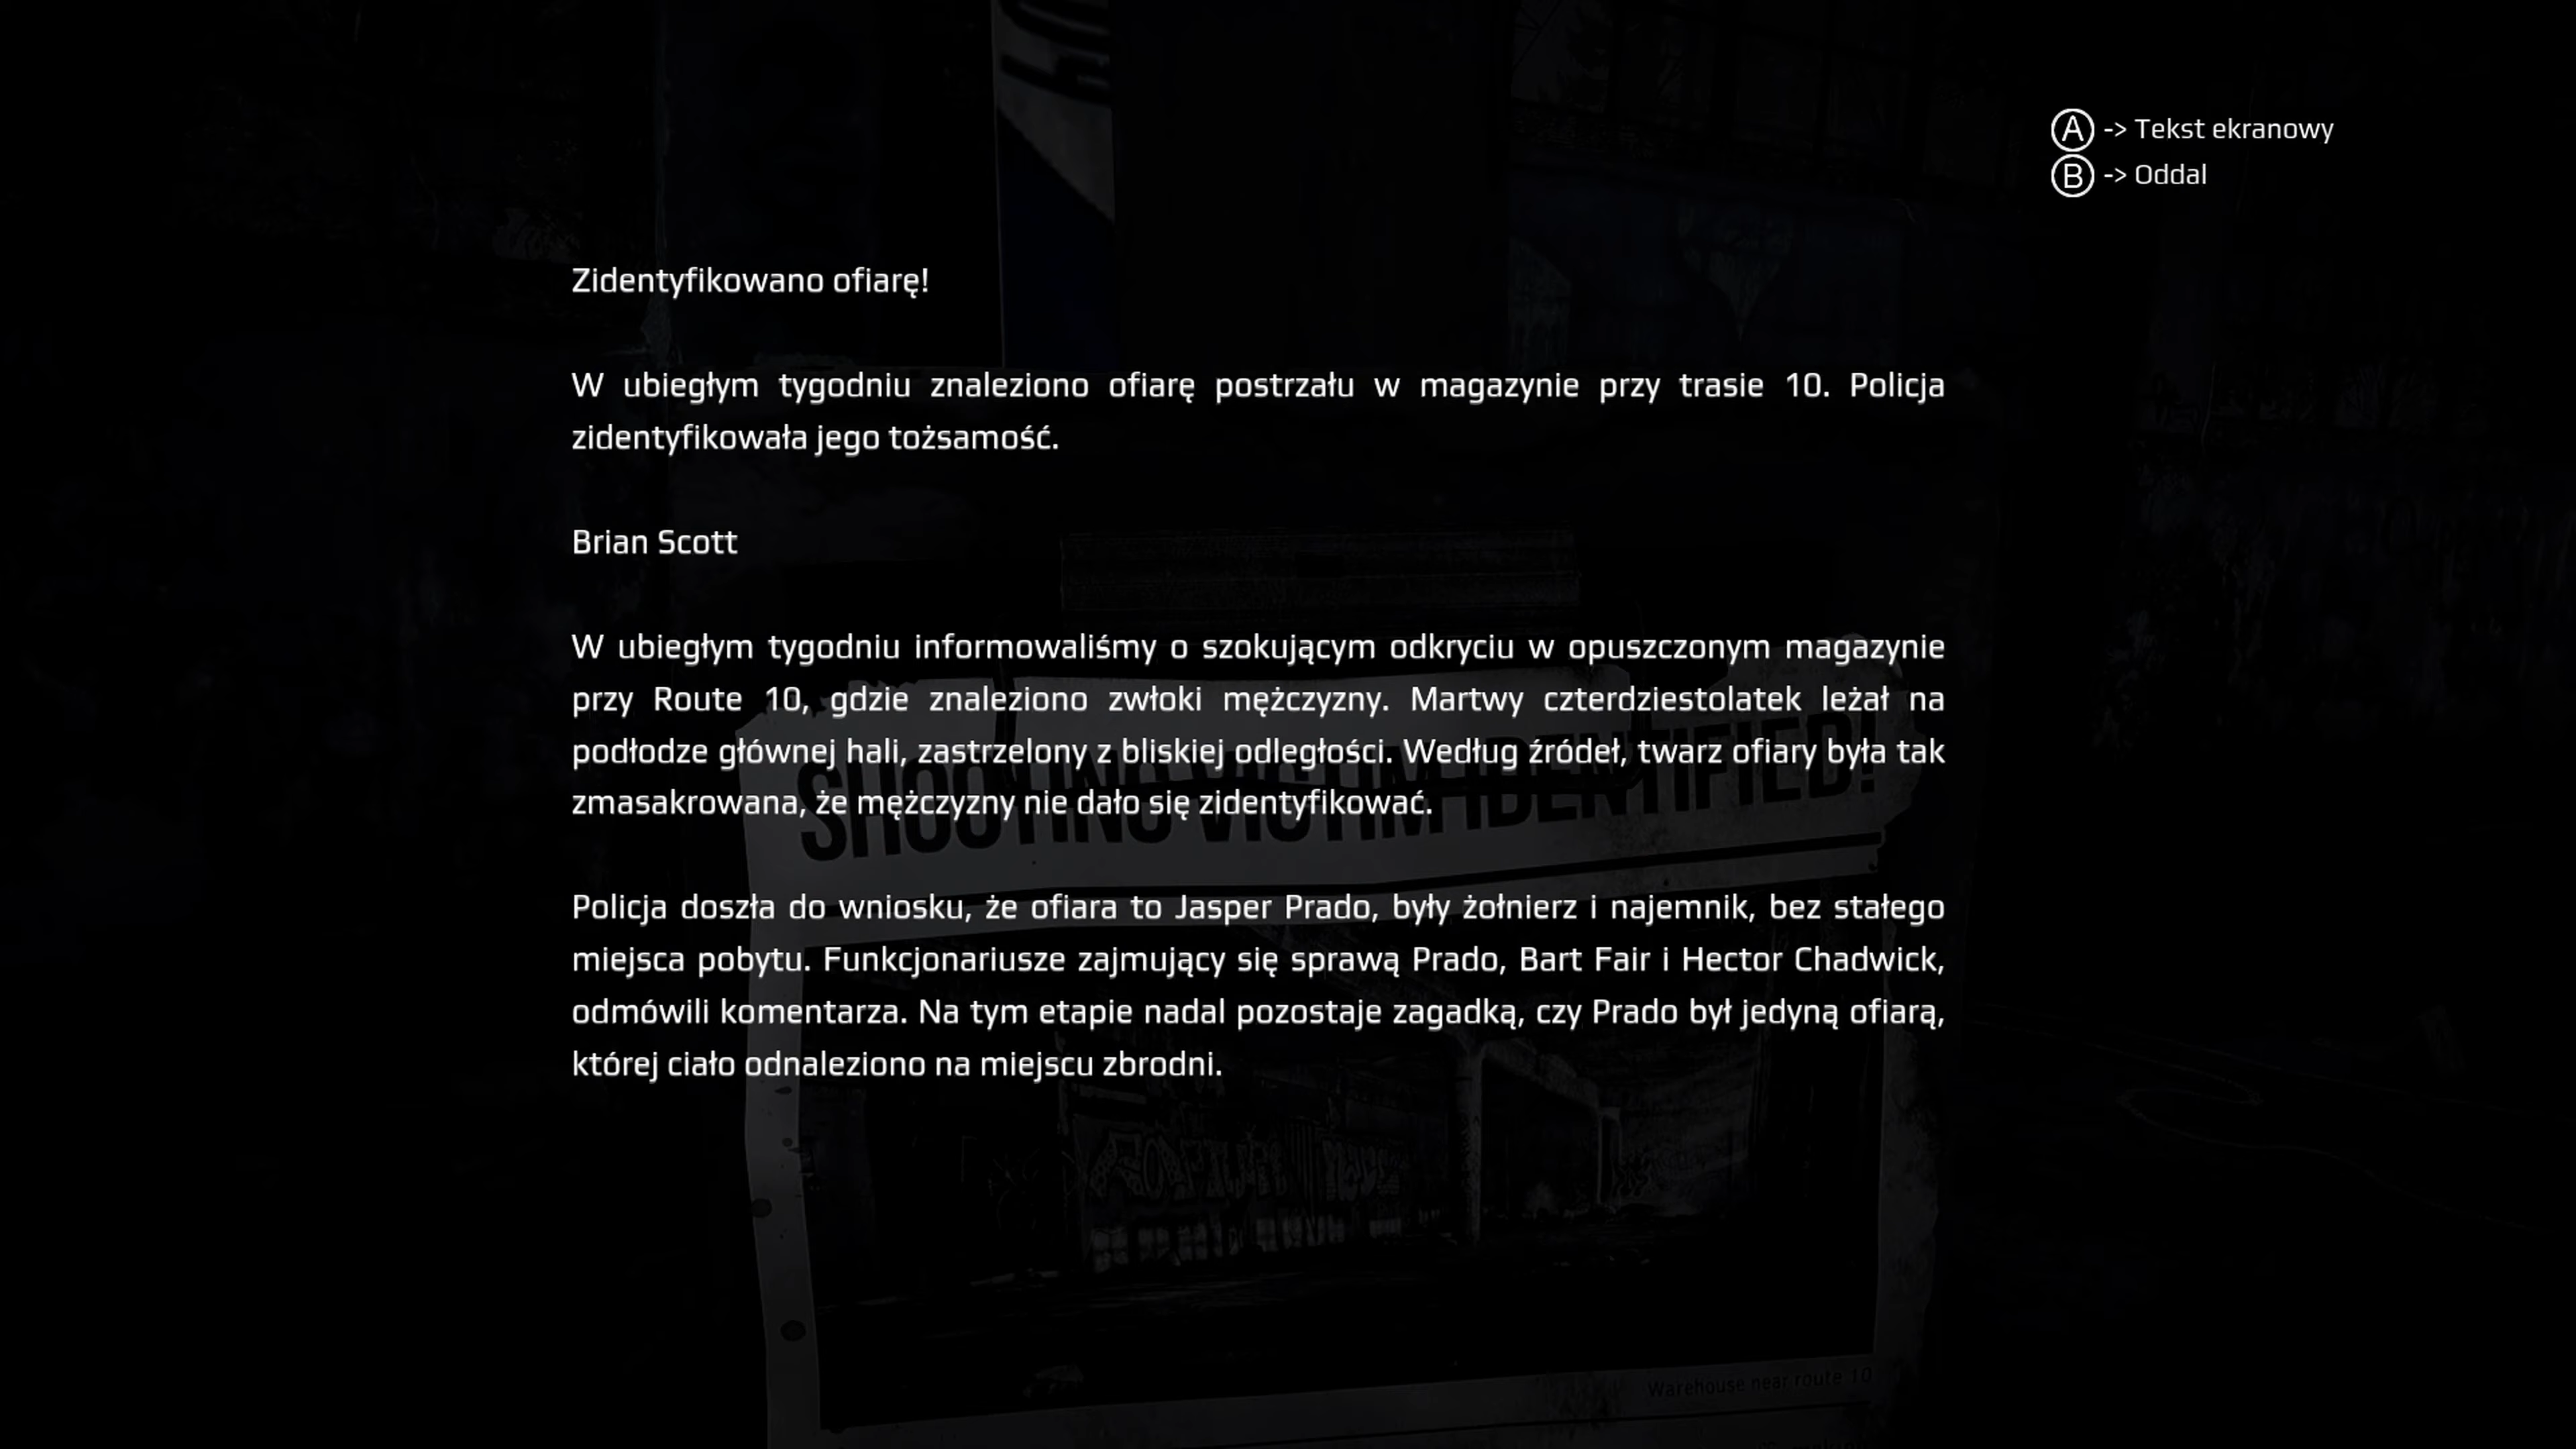 -> Tekst ekranowy
-> Oddal
Zidentyfikowano ofiarę!
W ubiegłym tygodniu znaleziono ofiarę postrzału w magazynie przy trasie 10. Policja
zidentyfikowała jego tożsamość.
Brian Scott
W ubiegłym tygodniu informowaliśmy o szokującym odkryciu w opuszczonym magazynie
przy Route 10, gdzie znaleziono zwłoki mężczyzny. Martwy czterdziestolatek leżał na
podłodze głównej hali, zastrzelony z bliskiej odległości. Według źródeł, twarz ofiary była tak
zmasakrowana, że mężczyzny nie dało się zidentyfikować.
SHOOTING VICTIM IDENTIFIED!
Policja doszła do wniosku, że ofiara to Jasper Prado, były żołnierz i najemnik, bez stałego
miejsca pobytu. Funkcjonariusze zajmujący się sprawą Prado, Bart Fair i Hector Chadwick,
odmówili komentarza. Na tym etapie nadal pozostaje zagadką, czy Prado był jedyną ofiarą,
której ciało odnaleziono na miejscu zbrodni.
Warehouse near route 10